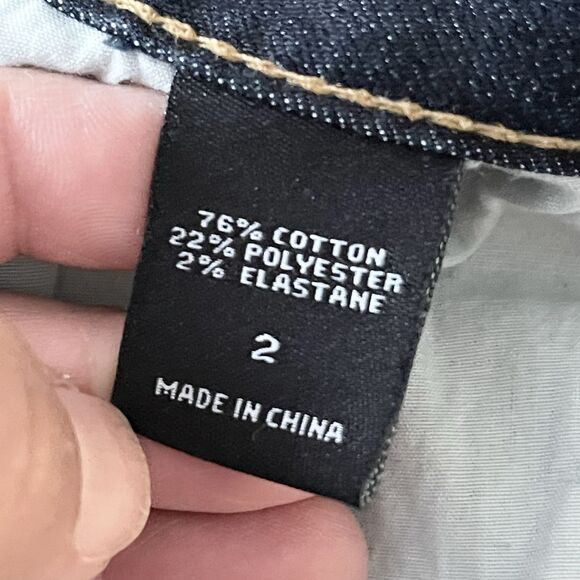 76% COTTON
22% POLYESTER
2% ELASTANE
2
MADE IN CHINA